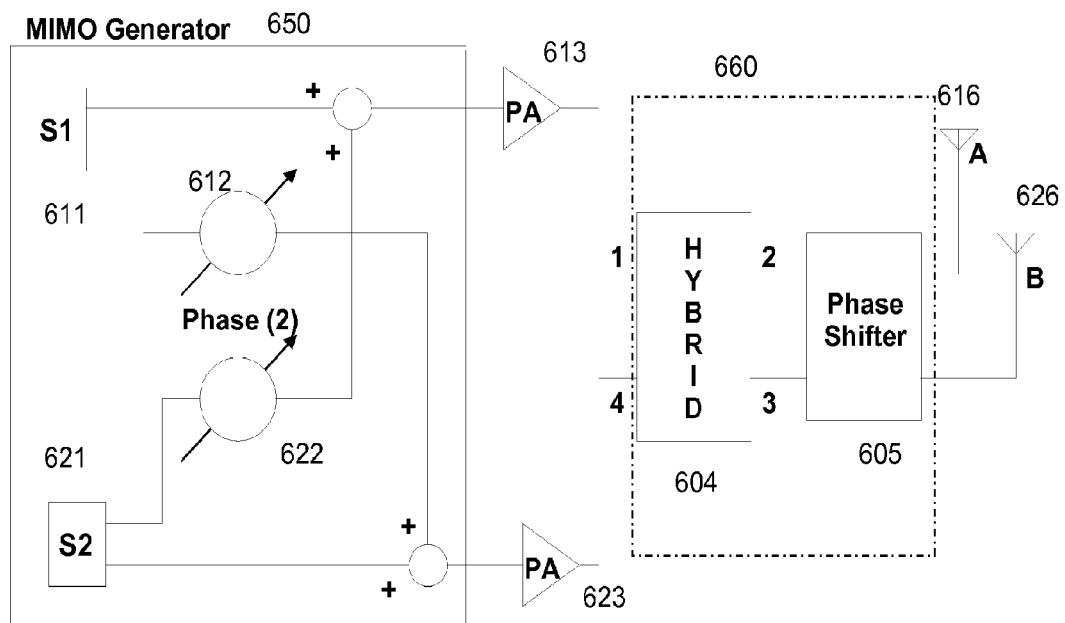 MIMO Generator 650
613
660
616
+
PA
S1
+
A
612
626
611
1
H
Y
B
R
I
D
2
B
Phase (2)
Phase
Shifter
4
3
621
622
604
605
S2
+
+
PA
623